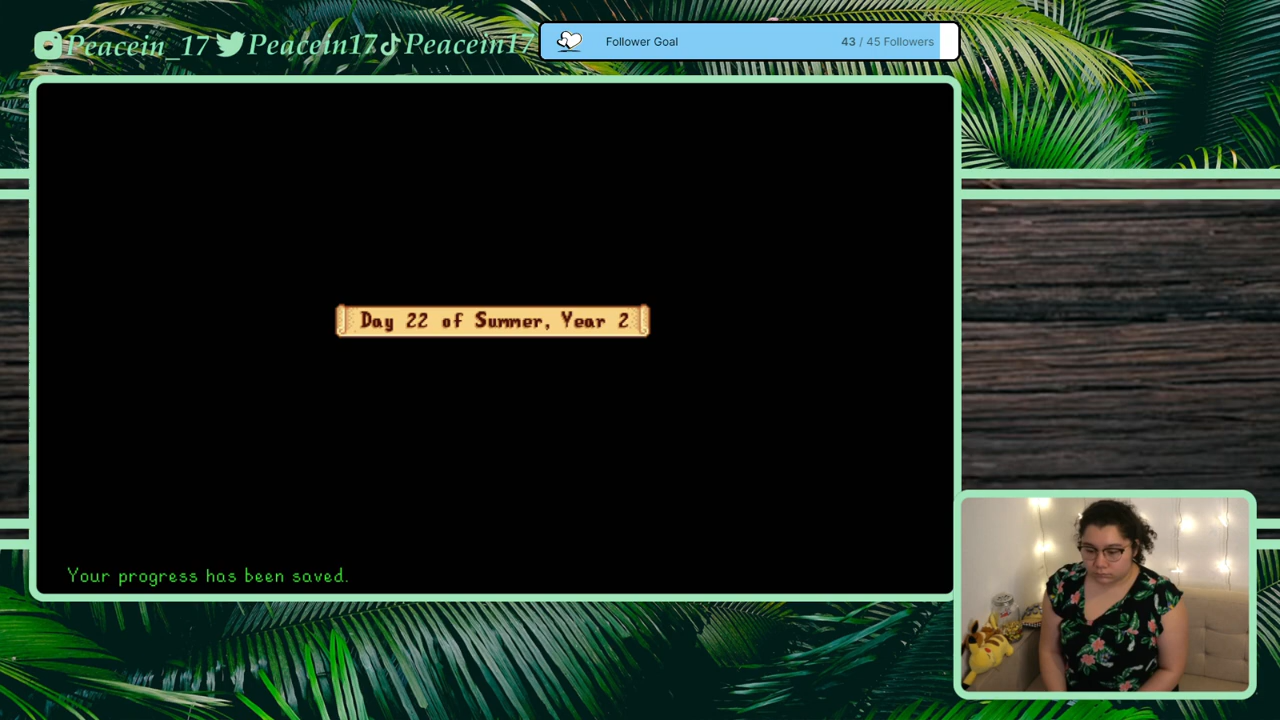 Peacein_17 Peacein17 Peacein17
Follower Goal
43 / 45 Followers
Day 22 of Summer, Year 2
Your progress has been saved.